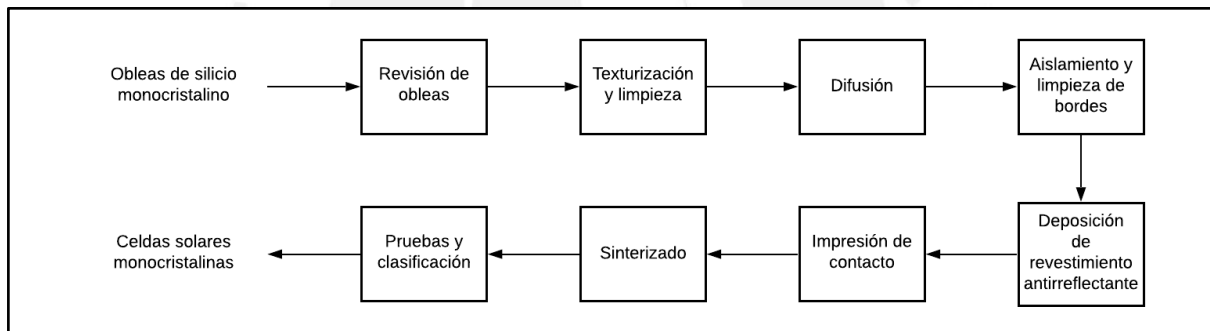 Obleas de silicio
monocristalino
Revisión de
obleas
Texturización
y limpieza
Difusión
Aislamiento y
limpieza de
bordes
Deposición
de
revestimiento
antirreflectante
Impresión de
contacto
Sinterizado
Pruebas y
clasificación
Celdas solares
monocristalinas